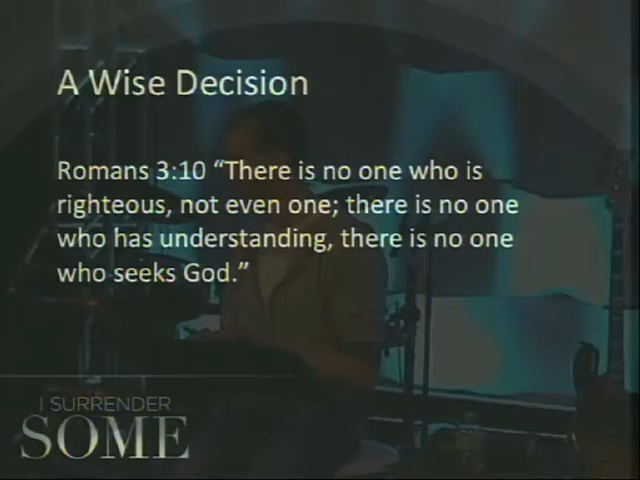 A Wise Decision
Romans 3:10 “There is no one who is
righteous, not even one; there is no one
who has understanding, there is no one
who seeks God.”
I SURRENDER
SOME